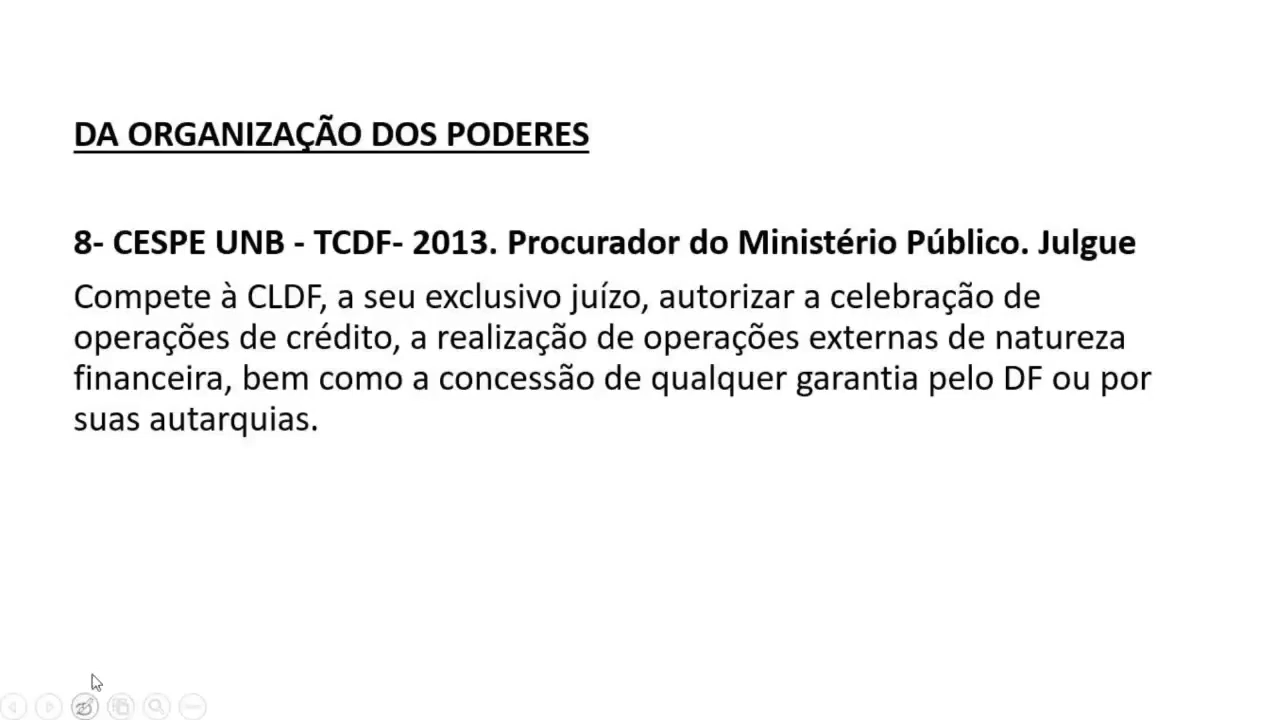 DA ORGANIZAÇÃO DOS PODERES
8- CESPE UNB - TCDF- 2013. Procurador do Ministério Público. Julgue
Compete à CLDF, a seu exclusivo juízo, autorizar a celebração de
operações de crédito, a realização de operações externas de natureza
financeira, bem como a concessão de qualquer garantia pelo DF ou por
suas autarquias.